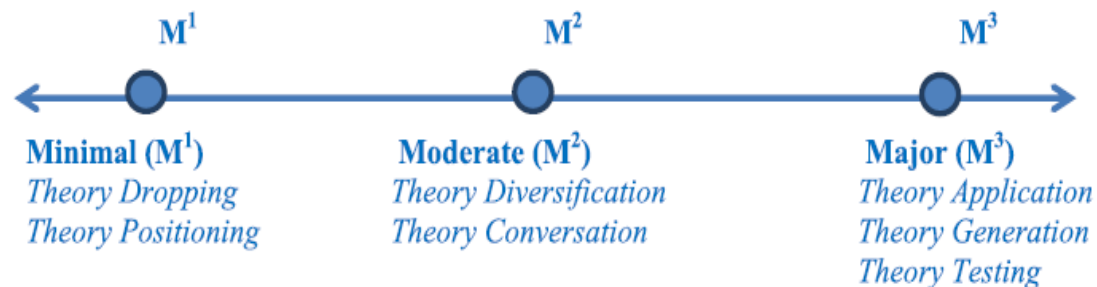 M¹ M² M³
Minimal (M¹) Moderate (M²) Major (M³)
Theory Dropping Theory Diversification Theory Application
Theory Positioning Theory Conversation Theory Generation
Theory Testing